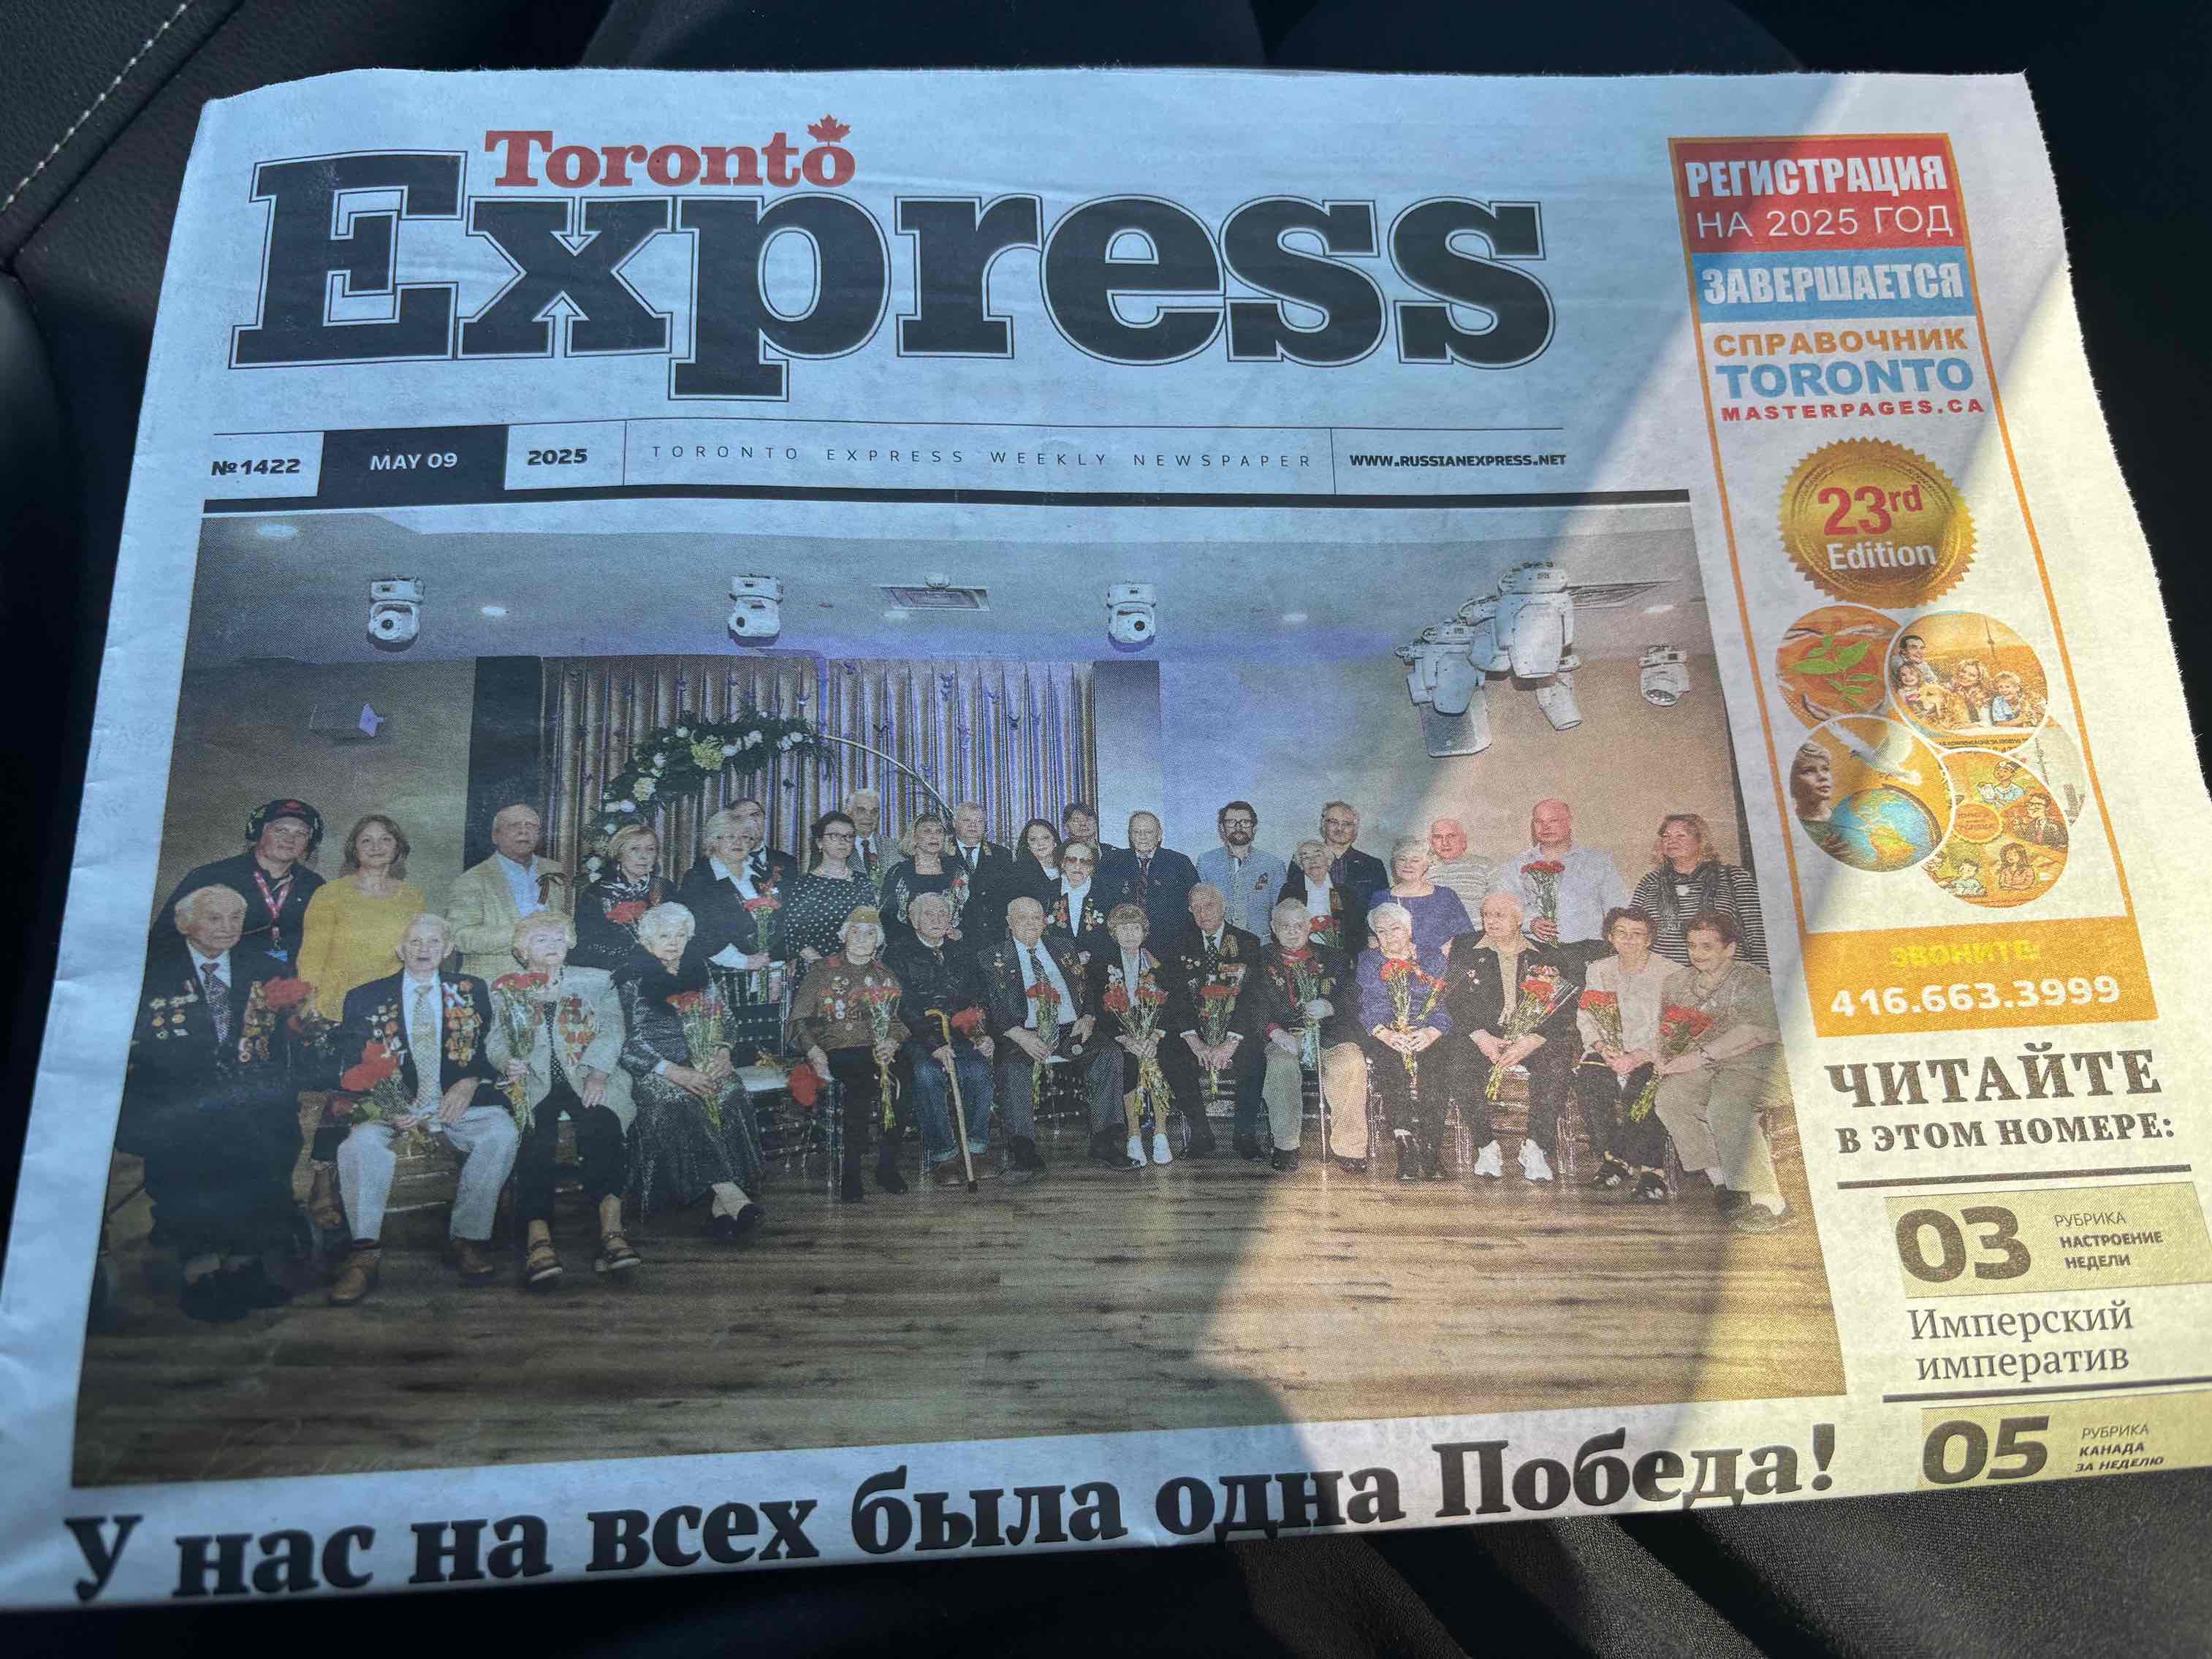 Toronto
Express
№1422
MAY 09
2025
TORONTO EXPRESS WEEKLY NEWSPAPER
WWW.RUSSIANEXPRESS.NET
РЕГИСТРАЦИЯ
НА 2025 ГОД
ЗАВЕРШАЕТСЯ
СПРАВОЧНИК
TORONTO
MASTERPAGES.CA
23rd
Edition
ЗВОНИТЕ:
416.663.3999
ЧИТАЙТЕ
В ЭТОМ НОМЕРЕ:
03
РУБРИКА
НАСТРОЕНИЕ
НЕДЕЛИ
Имперский
императив
05
РУБРИКА
КАНАДА
ЗА НЕДЕЛЮ
У нас на всех была одна Победа!